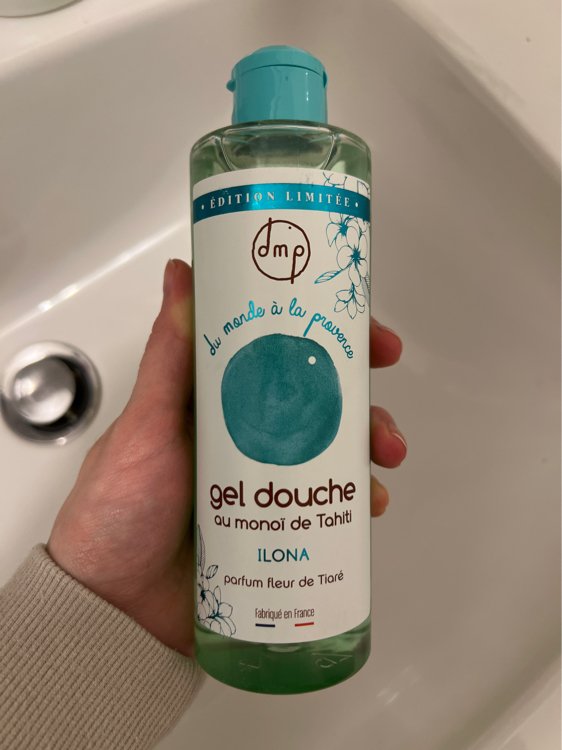 • ÉDITION LIMITÉE •
dmp
du monde à la provence
gel douche
au monoï de Tahiti
ILONA
parfum fleur de Tiaré
Fabriqué en France